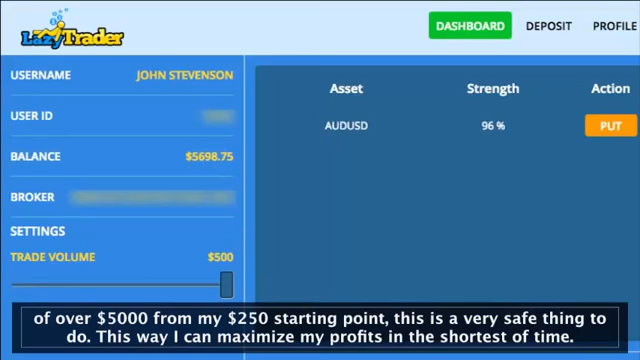 Lazy Trader
DASHBOARD DEPOSIT PROFILE
USERNAME JOHN STEVENSON
USER ID
BALANCE $5698.75
BROKER
SETTINGS
TRADE VOLUME $500
Asset Strength Action
AUDUSD 96 % PUT
of over $5000 from my $250 starting point, this is a very safe thing to
do. This way I can maximize my profits in the shortest of time.